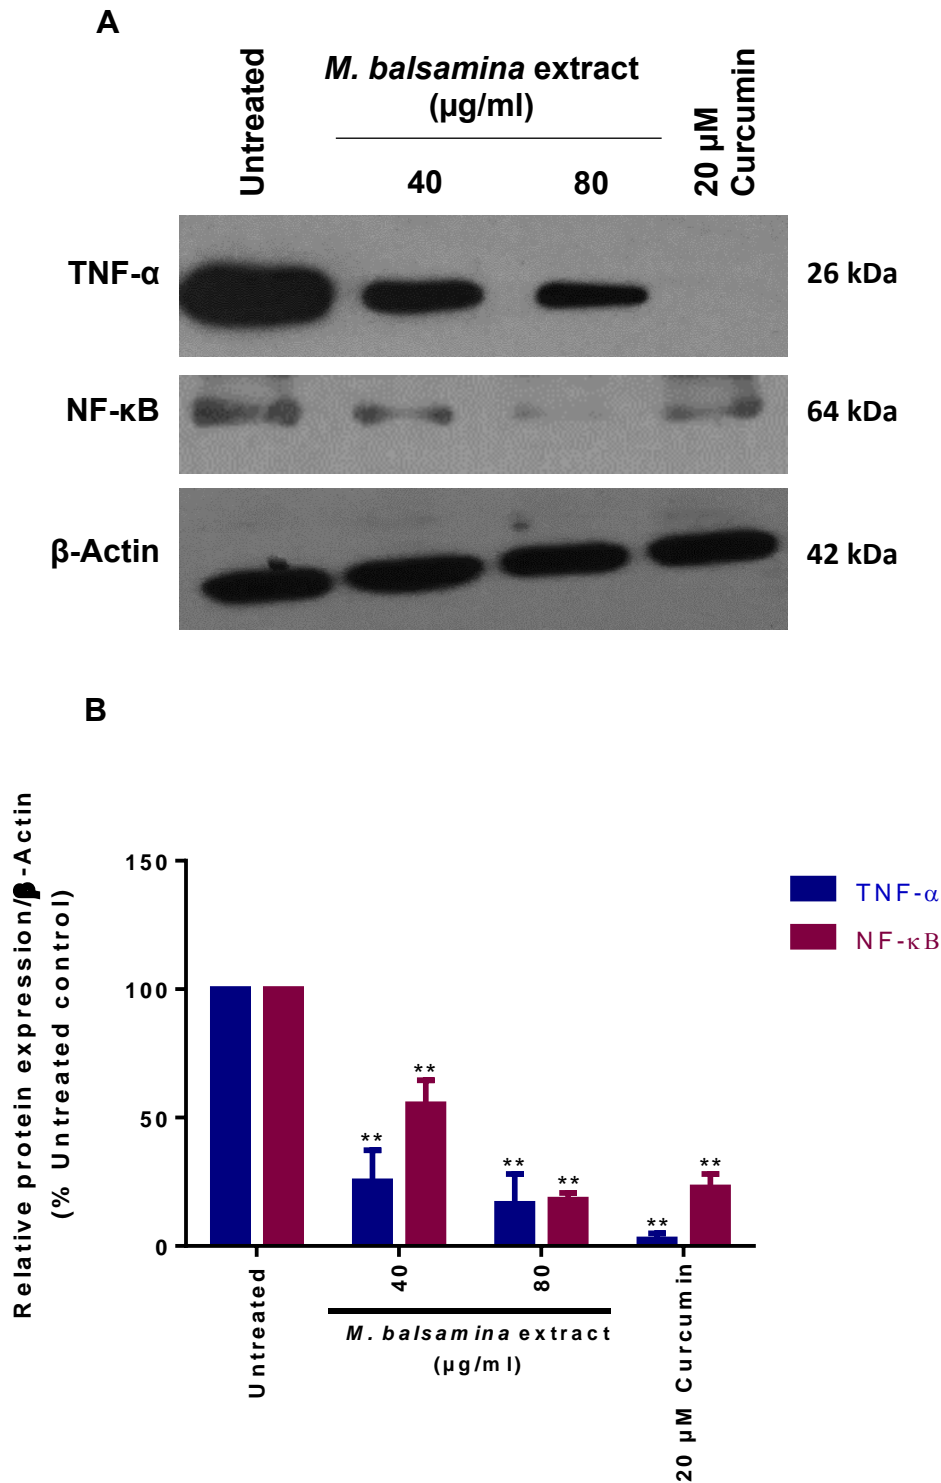 A
Untreated
M. balsamina extract
(µg/ml)
40
80
20 µM
Curcumin
TNF-α
26 kDa
NF-κB
64 kDa
β-Actin
42 kDa
B
Relative protein expression/β-Actin
(% Untreated control)
150
100
50
0
TNF-α
NF-κB
**
**
**
**
**
**
Untreated
40
80
20 µM Curcumin
M. balsamina extract
(µg/ml)